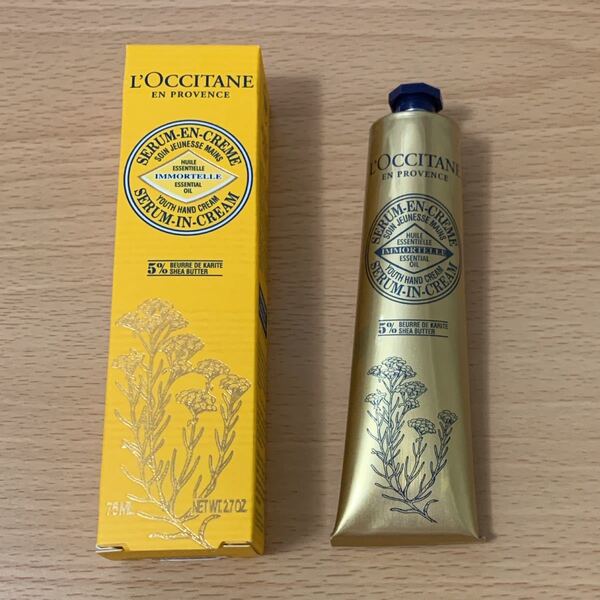 L'OCCITANE
EN PROVENCE
SERUM-EN-CREME
SOIN JEUNESSE MAINS
HUILE
ESSENTIELLE
IMMORTELLE
ESSENTIAL
OIL
YOUTH HAND CREAM
SERUM-IN-CREAM
5% BEURRE DE KARITE
SHEA BUTTER
75 ML NET WT. 2.7 OZ.
L'OCCITANE
EN PROVENCE
SERUM-EN-CREME
SOIN JEUNESSE MAINS
HUILE
ESSENTIELLE
IMMORTELLE
ESSENTIAL
OIL
YOUTH HAND CREAM
SERUM-IN-CREAM
5% BEURRE DE KARITE
SHEA BUTTER